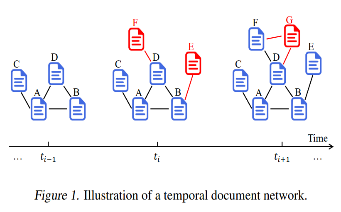 F
G
E
F
E
D
D
D
C
C
C
A
B
A
B
A
B
Time
...
t_{i-1}
t_i
t_{i+1}
...
Figure 1. Illustration of a temporal document network.